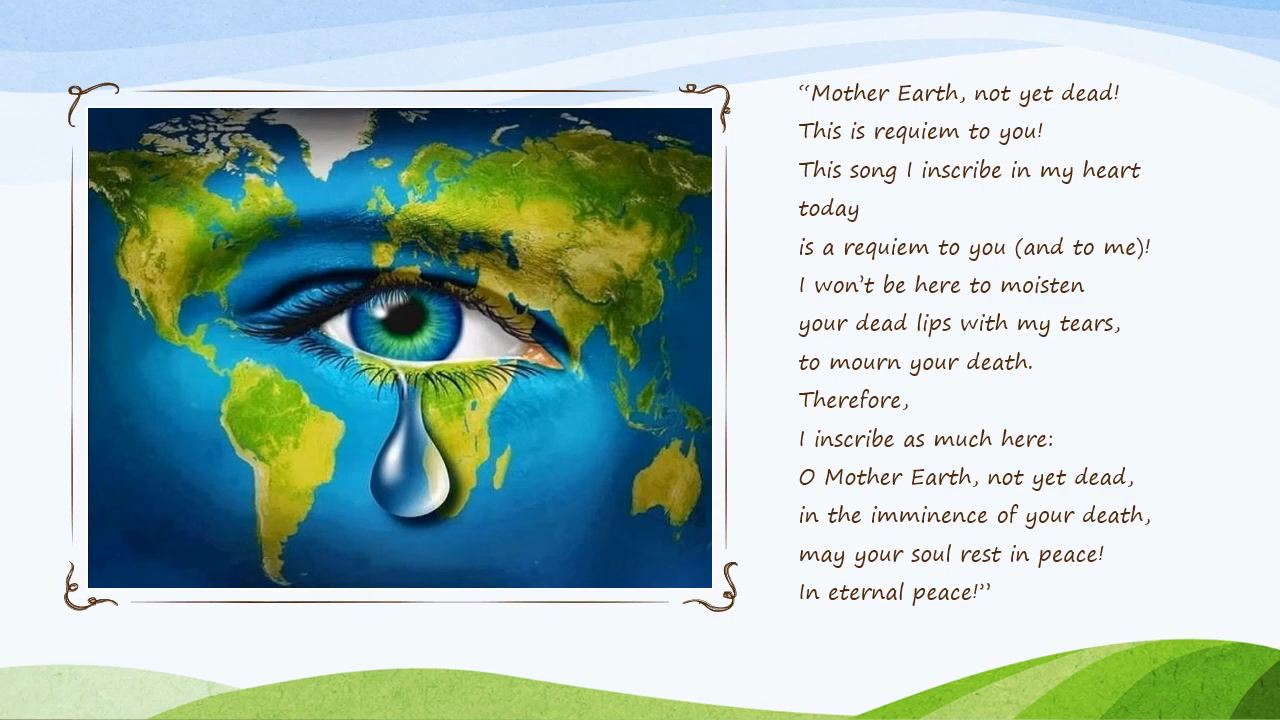 “Mother Earth, not yet dead!
This is requiem to you!
This song I inscribe in my heart
today
is a requiem to you (and to me)!
I won’t be here to moisten
your dead lips with my tears,
to mourn your death.
Therefore,
I inscribe as much here:
O Mother Earth, not yet dead,
in the imminence of your death,
may your soul rest in peace!
In eternal peace!”